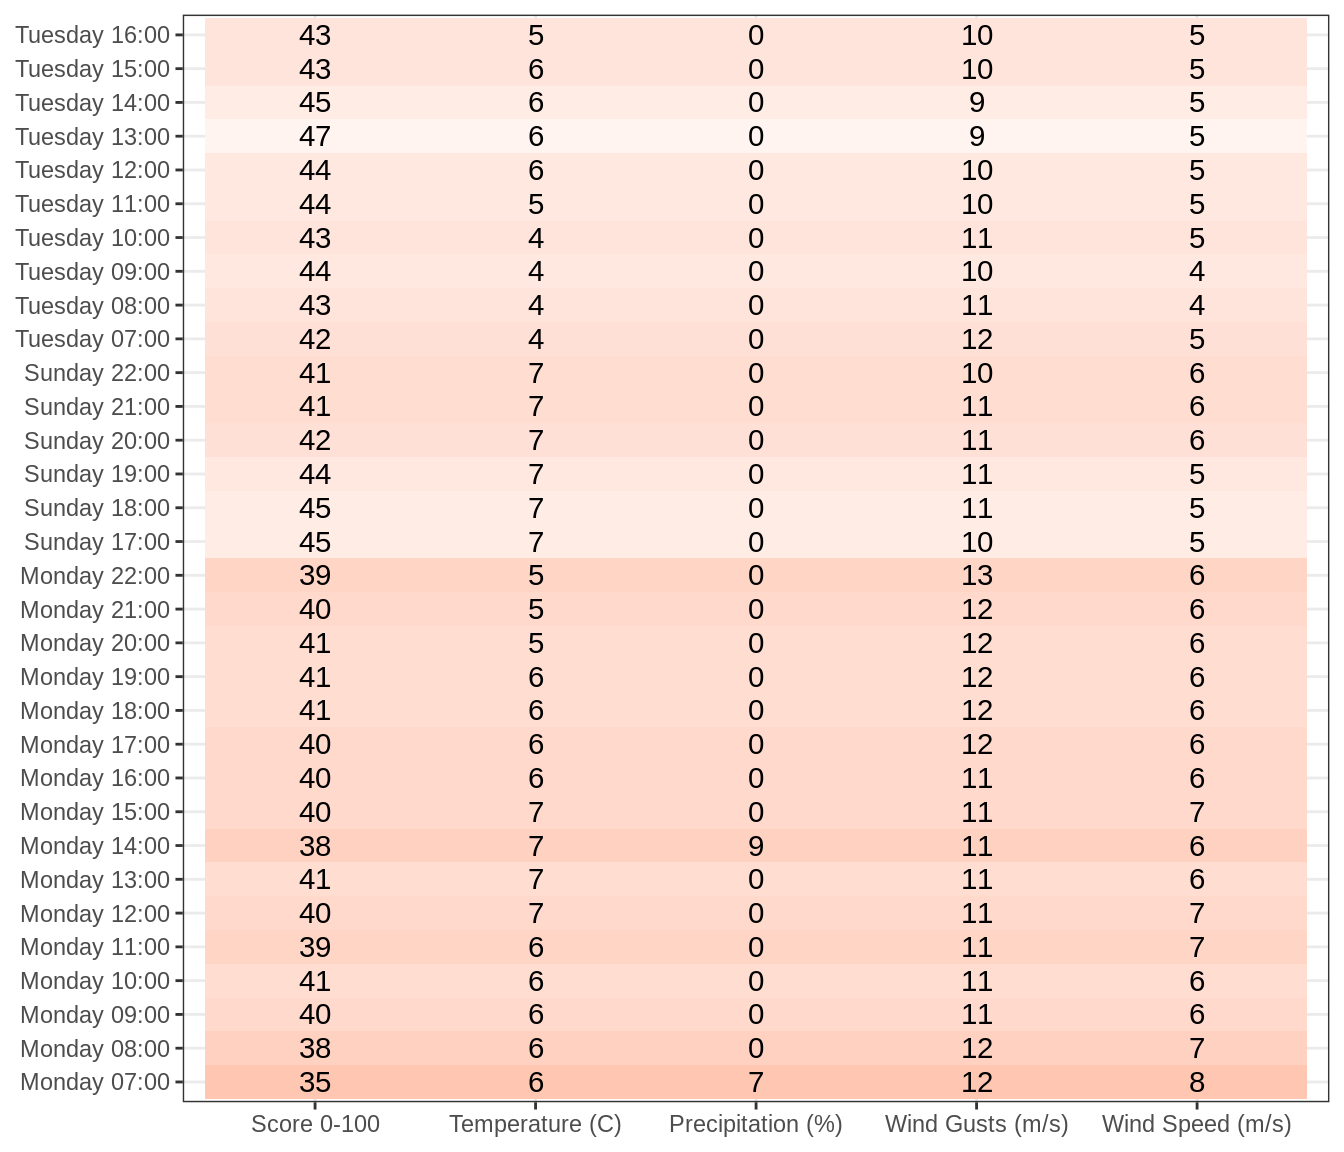 Tuesday 16:00 43 5 0 10 5
Tuesday 15:00 43 6 0 10 5
Tuesday 14:00 45 6 0 9 5
Tuesday 13:00 47 6 0 9 5
Tuesday 12:00 44 6 0 10 5
Tuesday 11:00 44 5 0 10 5
Tuesday 10:00 43 4 0 11 5
Tuesday 09:00 44 4 0 10 4
Tuesday 08:00 43 4 0 11 4
Tuesday 07:00 42 4 0 12 5
Sunday 22:00 41 7 0 10 6
Sunday 21:00 41 7 0 11 6
Sunday 20:00 42 7 0 11 6
Sunday 19:00 44 7 0 11 5
Sunday 18:00 45 7 0 11 5
Sunday 17:00 45 7 0 10 5
Monday 22:00 39 5 0 13 6
Monday 21:00 40 5 0 12 6
Monday 20:00 41 5 0 12 6
Monday 19:00 41 6 0 12 6
Monday 18:00 41 6 0 12 6
Monday 17:00 40 6 0 12 6
Monday 16:00 40 6 0 11 6
Monday 15:00 40 7 0 11 7
Monday 14:00 38 7 9 11 6
Monday 13:00 41 7 0 11 6
Monday 12:00 40 7 0 11 7
Monday 11:00 39 6 0 11 7
Monday 10:00 41 6 0 11 6
Monday 09:00 40 6 0 11 6
Monday 08:00 38 6 0 12 7
Monday 07:00 35 6 7 12 8
Score 0-100 Temperature (C) Precipitation (%) Wind Gusts (m/s) Wind Speed (m/s)